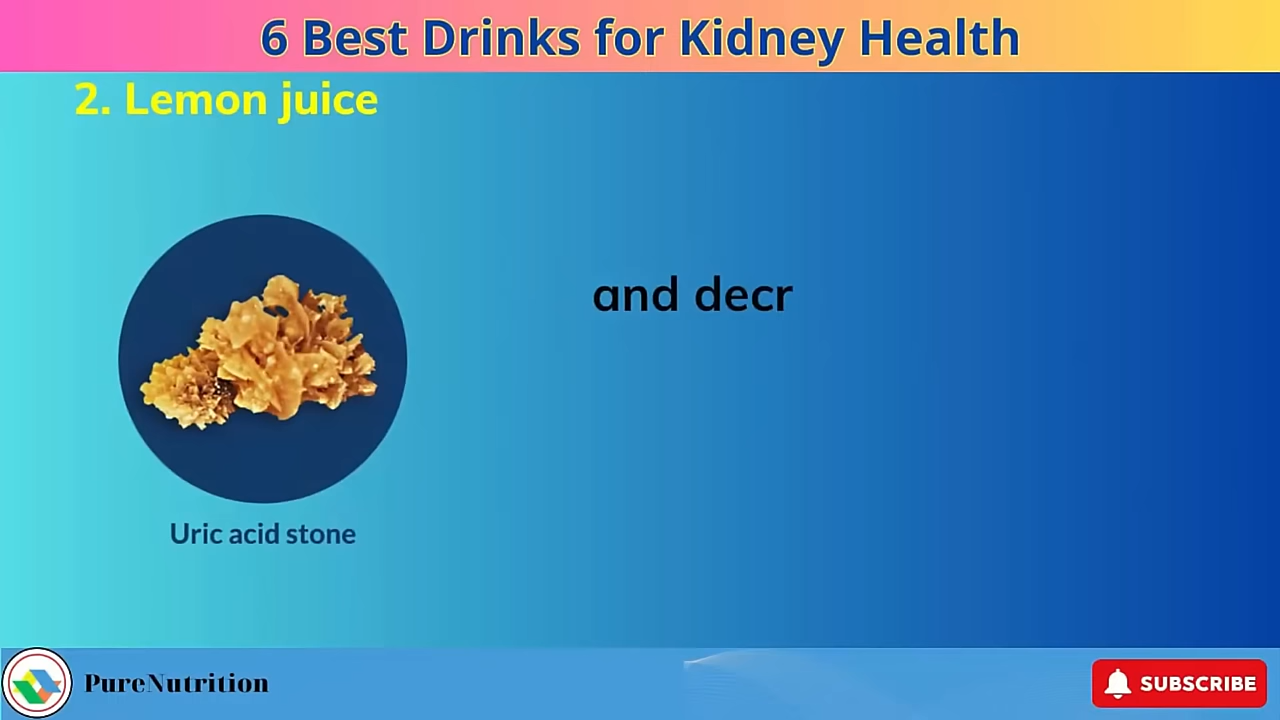 6 Best Drinks for Kidney Health
2. Lemon juice
and decr
Uric acid stone
PureNutrition
SUBSCRIBE